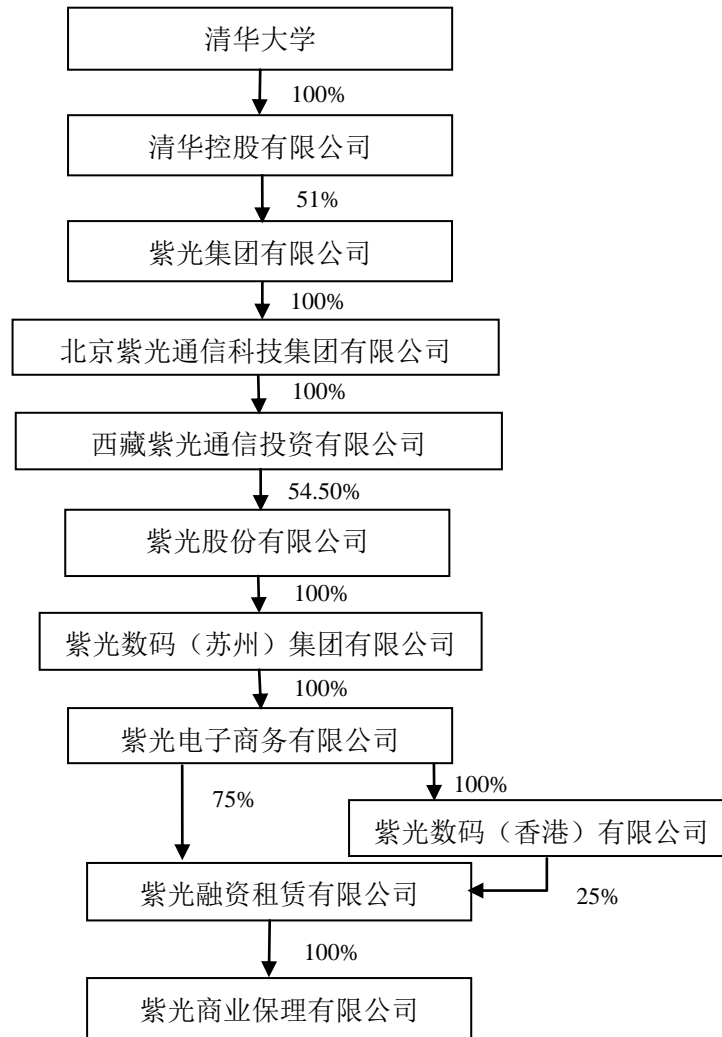 清华大学
100%
清华控股有限公司
51%
紫光集团有限公司
100%
北京紫光通信科技集团有限公司
100%
西藏紫光通信投资有限公司
54.50%
紫光股份有限公司
100%
紫光数码（苏州）集团有限公司
100%
紫光电子商务有限公司
75%
100%
紫光数码（香港）有限公司
紫光融资租赁有限公司
25%
100%
紫光商业保理有限公司